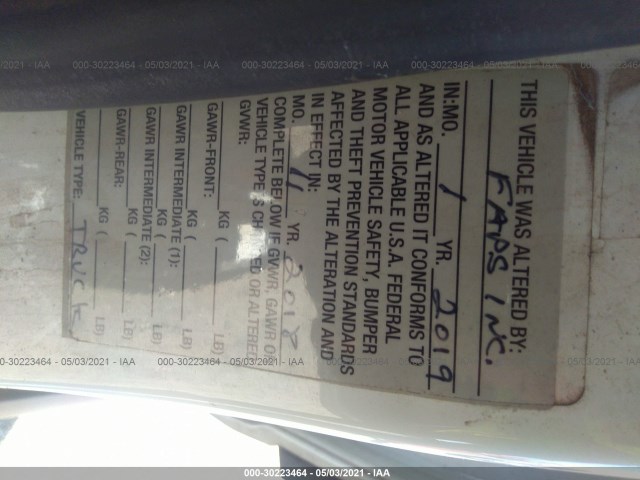 THIS VEHICLE WAS ALTERED BY:
FAPS INC.
IN:MO. 1 YR. 2019
AND AS ALTERED IT CONFORMS TO
ALL APPLICABLE U.S.A. FEDERAL
MOTOR VEHICLE SAFETY, BUMPER
AND THEFT PREVENTION STANDARDS
AFFECTED BY THE ALTERATION AND
IN EFFECT IN:
MO. 11 YR. 2018
COMPLETE BELOW IF GVWR, GAWR OR
VEHICLE TYPE IS OR ALTERED
GVWR:
KG ( LB)
GAWR-FRONT:
KG ( LB)
GAWR INTERMEDIATE (1):
KG ( LB)
GAWR INTERMEDIATE (2):
KG ( LB)
GAWR-REAR:
KG ( LB)
VEHICLE TYPE: TRUCK
000-30223464 - 05/03/2021 - IAA